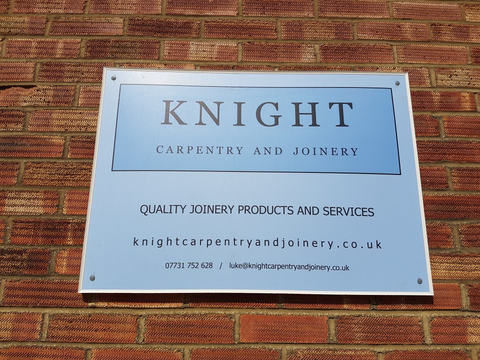 KNIGHT
CARPENTRY AND JOINERY
QUALITY JOINERY PRODUCTS AND SERVICES
knightcarpentryandjoinery.co.uk
07731 752 628 / luke@knightcarpentryandjoinery.co.uk